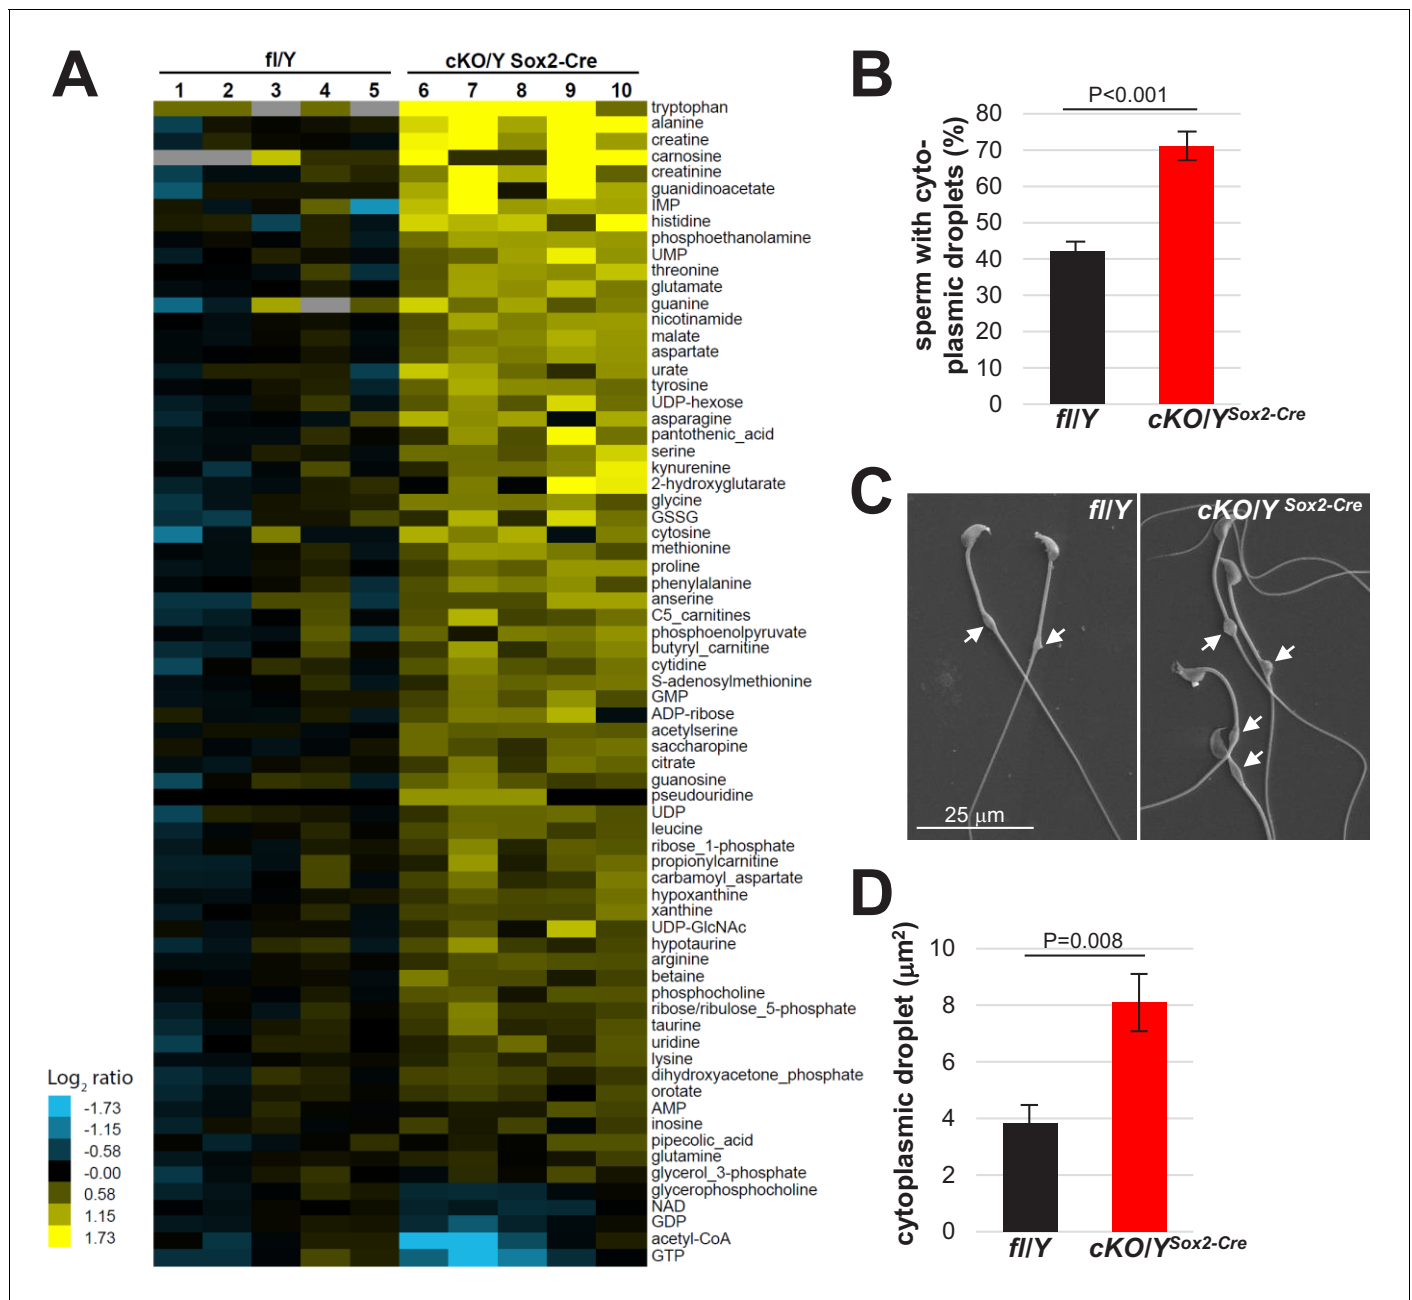 A
fl/Y cKO/Y Sox2-Cre
1 2 3 4 5 6 7 8 9 10
tryptophan
alanine
creatine
carnosine
creatinine
guanidinoacetate
IMP
histidine
phosphoethanolamine
UMP
threonine
glutamate
guanine
nicotinamide
malate
aspartate
urate
tyrosine
UDP-hexose
asparagine
pantothenic_acid
serine
kynurenine
2-hydroxyglutarate
glycine
GSSG
cytosine
methionine
proline
phenylalanine
anserine
C5_carnitines
phosphoenolpyruvate
butyryl_carnitine
cytidine
S-adenosylmethionine
GMP
ADP-ribose
acetylserine
saccharopine
citrate
guanosine
pseudouridine
UDP
leucine
ribose_1-phosphate
propionylcarnitine
carbamoyl_aspartate
hypoxanthine
xanthine
UDP-GlcNAc
hypotaurine
arginine
betaine
phosphocholine
ribose/ribulose_5-phosphate
taurine
uridine
lysine
dihydroxyacetone_phosphate
orotate
AMP
inosine
pipecolic_acid
glutamine
glycerol_3-phosphate
glycerophosphocholine
NAD
GDP
acetyl-CoA
GTP
Log2 ratio
-1.73
-1.15
-0.58
-0.00
0.58
1.15
1.73
B
P<0.001
sperm with cyto-
plasmic droplets (%)
80
70
60
50
40
30
20
10
0
fl/Y cKO/Y Sox2-Cre
C
fl/Y cKO/Y Sox2-Cre
25 μm
D
P=0.008
cytoplasmic droplet (μm²)
10
8
6
4
2
0
fl/Y cKO/Y Sox2-Cre